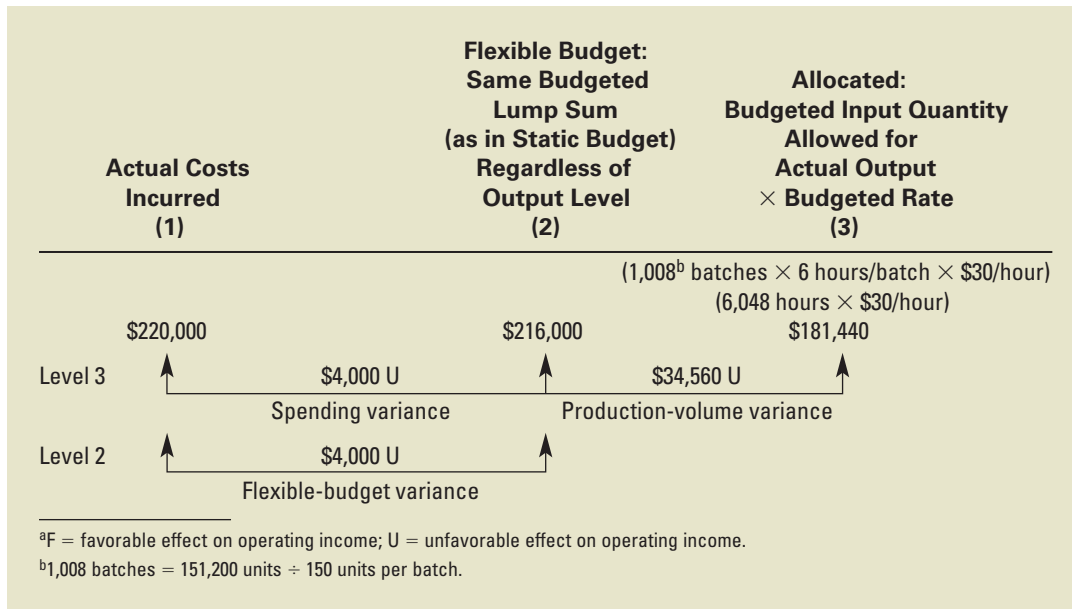 Actual Costs
Incurred
(1)
Flexible Budget:
Same Budgeted
Lump Sum
(as in Static Budget)
Regardless of
Output Level
(2)
Allocated:
Budgeted Input Quantity
Allowed for
Actual Output
× Budgeted Rate
(3)
(1,008ᵇ batches × 6 hours/batch × $30/hour)
(6,048 hours × $30/hour)
$220,000 $216,000 $181,440
Level 3 $4,000 U $34,560 U
Spending variance Production-volume variance
Level 2 $4,000 U
Flexible-budget variance
ᵃF = favorable effect on operating income; U = unfavorable effect on operating income.
ᵇ1,008 batches = 151,200 units ÷ 150 units per batch.